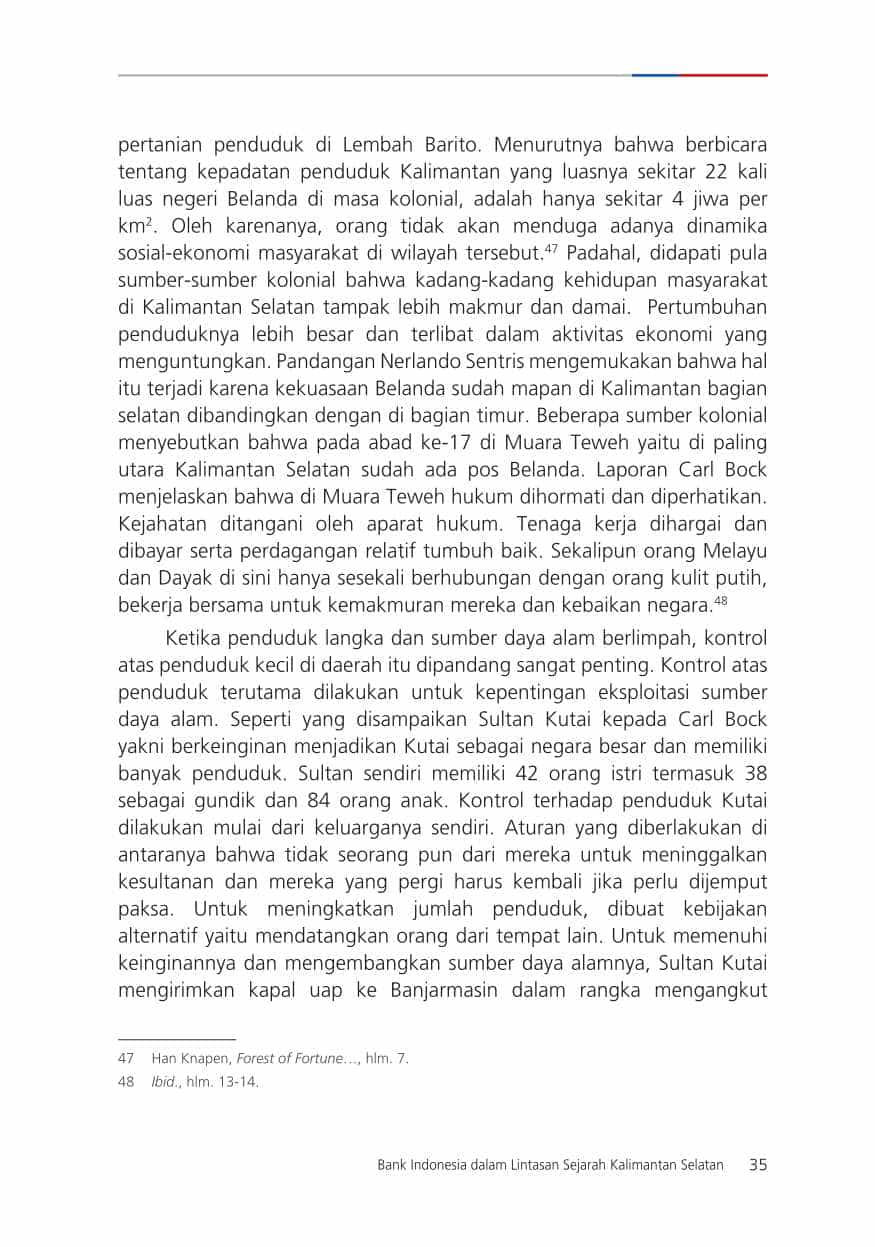 pertanian penduduk di Lembah Barito. Menurutnya bahwa berbicara
tentang kepadatan penduduk Kalimantan yang luasnya sekitar 22 kali
luas negeri Belanda di masa kolonial, adalah hanya sekitar 4 jiwa per
km². Oleh karenanya, orang tidak akan menduga adanya dinamika
sosial-ekonomi masyarakat di wilayah tersebut.⁴⁷ Padahal, didapati pula
sumber-sumber kolonial bahwa kadang-kadang kehidupan masyarakat
di Kalimantan Selatan tampak lebih makmur dan damai.  Pertumbuhan
penduduknya lebih besar dan terlibat dalam aktivitas ekonomi yang
menguntungkan. Pandangan Nerlando Sentris mengemukakan bahwa hal
itu terjadi karena kekuasaan Belanda sudah mapan di Kalimantan bagian
selatan dibandingkan dengan di bagian timur. Beberapa sumber kolonial
menyebutkan bahwa pada abad ke-17 di Muara Teweh yaitu di paling
utara Kalimantan Selatan sudah ada pos Belanda. Laporan Carl Bock
menjelaskan bahwa di Muara Teweh hukum dihormati dan diperhatikan.
Kejahatan ditangani oleh aparat hukum. Tenaga kerja dihargai dan
dibayar serta perdagangan relatif tumbuh baik. Sekalipun orang Melayu
dan Dayak di sini hanya sesekali berhubungan dengan orang kulit putih,
bekerja bersama untuk kemakmuran mereka dan kebaikan negara.⁴⁸
Ketika penduduk langka dan sumber daya alam berlimpah, kontrol
atas penduduk kecil di daerah itu dipandang sangat penting. Kontrol atas
penduduk terutama dilakukan untuk kepentingan eksploitasi sumber
daya alam. Seperti yang disampaikan Sultan Kutai kepada Carl Bock
yakni berkeinginan menjadikan Kutai sebagai negara besar dan memiliki
banyak penduduk. Sultan sendiri memiliki 42 orang istri termasuk 38
sebagai gundik dan 84 orang anak. Kontrol terhadap penduduk Kutai
dilakukan mulai dari keluarganya sendiri. Aturan yang diberlakukan di
antaranya bahwa tidak seorang pun dari mereka untuk meninggalkan
kesultanan dan mereka yang pergi harus kembali jika perlu dijemput
paksa. Untuk meningkatkan jumlah penduduk, dibuat kebijakan
alternatif yaitu mendatangkan orang dari tempat lain. Untuk memenuhi
keinginannya dan mengembangkan sumber daya alamnya, Sultan Kutai
mengirimkan kapal uap ke Banjarmasin dalam rangka mengangkut
47 Han Knapen, Forest of Fortune…, hlm. 7.
48 Ibid., hlm. 13-14.
Bank Indonesia dalam Lintasan Sejarah Kalimantan Selatan 35